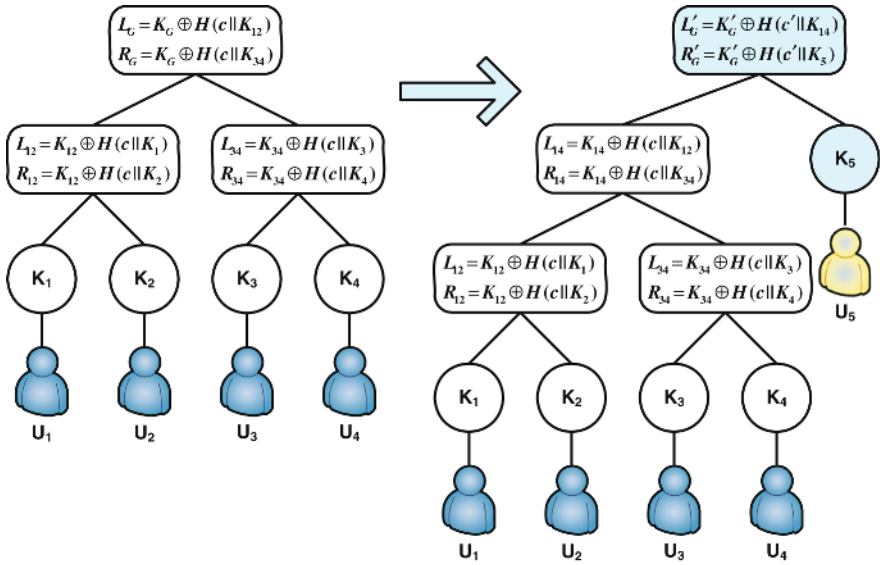 L_G = K_G ⊕ H(c||K_12)
R_G = K_G ⊕ H(c||K_34)
L_12 = K_12 ⊕ H(c||K_1)
R_12 = K_12 ⊕ H(c||K_2)
L_34 = K_34 ⊕ H(c||K_3)
R_34 = K_34 ⊕ H(c||K_4)
K_1
K_2
K_3
K_4
U_1
U_2
U_3
U_4
L'_G = K'_G ⊕ H(c'||K_14)
R'_G = K'_G ⊕ H(c'||K_5)
L_14 = K_14 ⊕ H(c||K_12)
R_14 = K_14 ⊕ H(c||K_34)
K_5
U_5
L_12 = K_12 ⊕ H(c||K_1)
R_12 = K_12 ⊕ H(c||K_2)
L_34 = K_34 ⊕ H(c||K_3)
R_34 = K_34 ⊕ H(c||K_4)
K_1
K_2
K_3
K_4
U_1
U_2
U_3
U_4